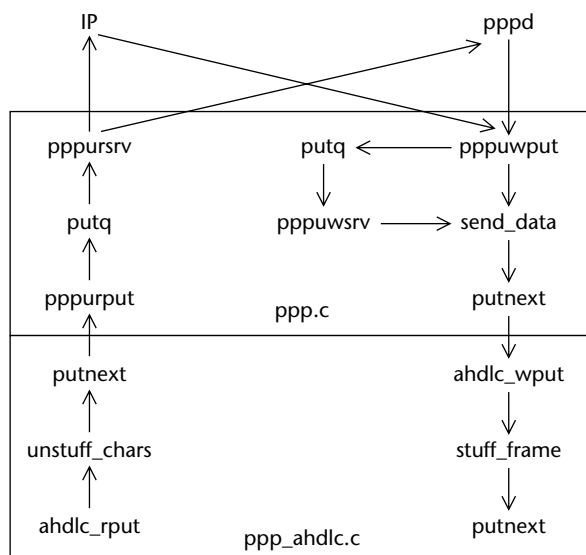 IP pppd
pppursrv putq pppuwput
putq pppuwsrv send_data
pppurput ppp.c putnext
putnext ahdlc_wput
unstuff_chars stuff_frame
ahdlc_rput ppp_ahdlc.c putnext